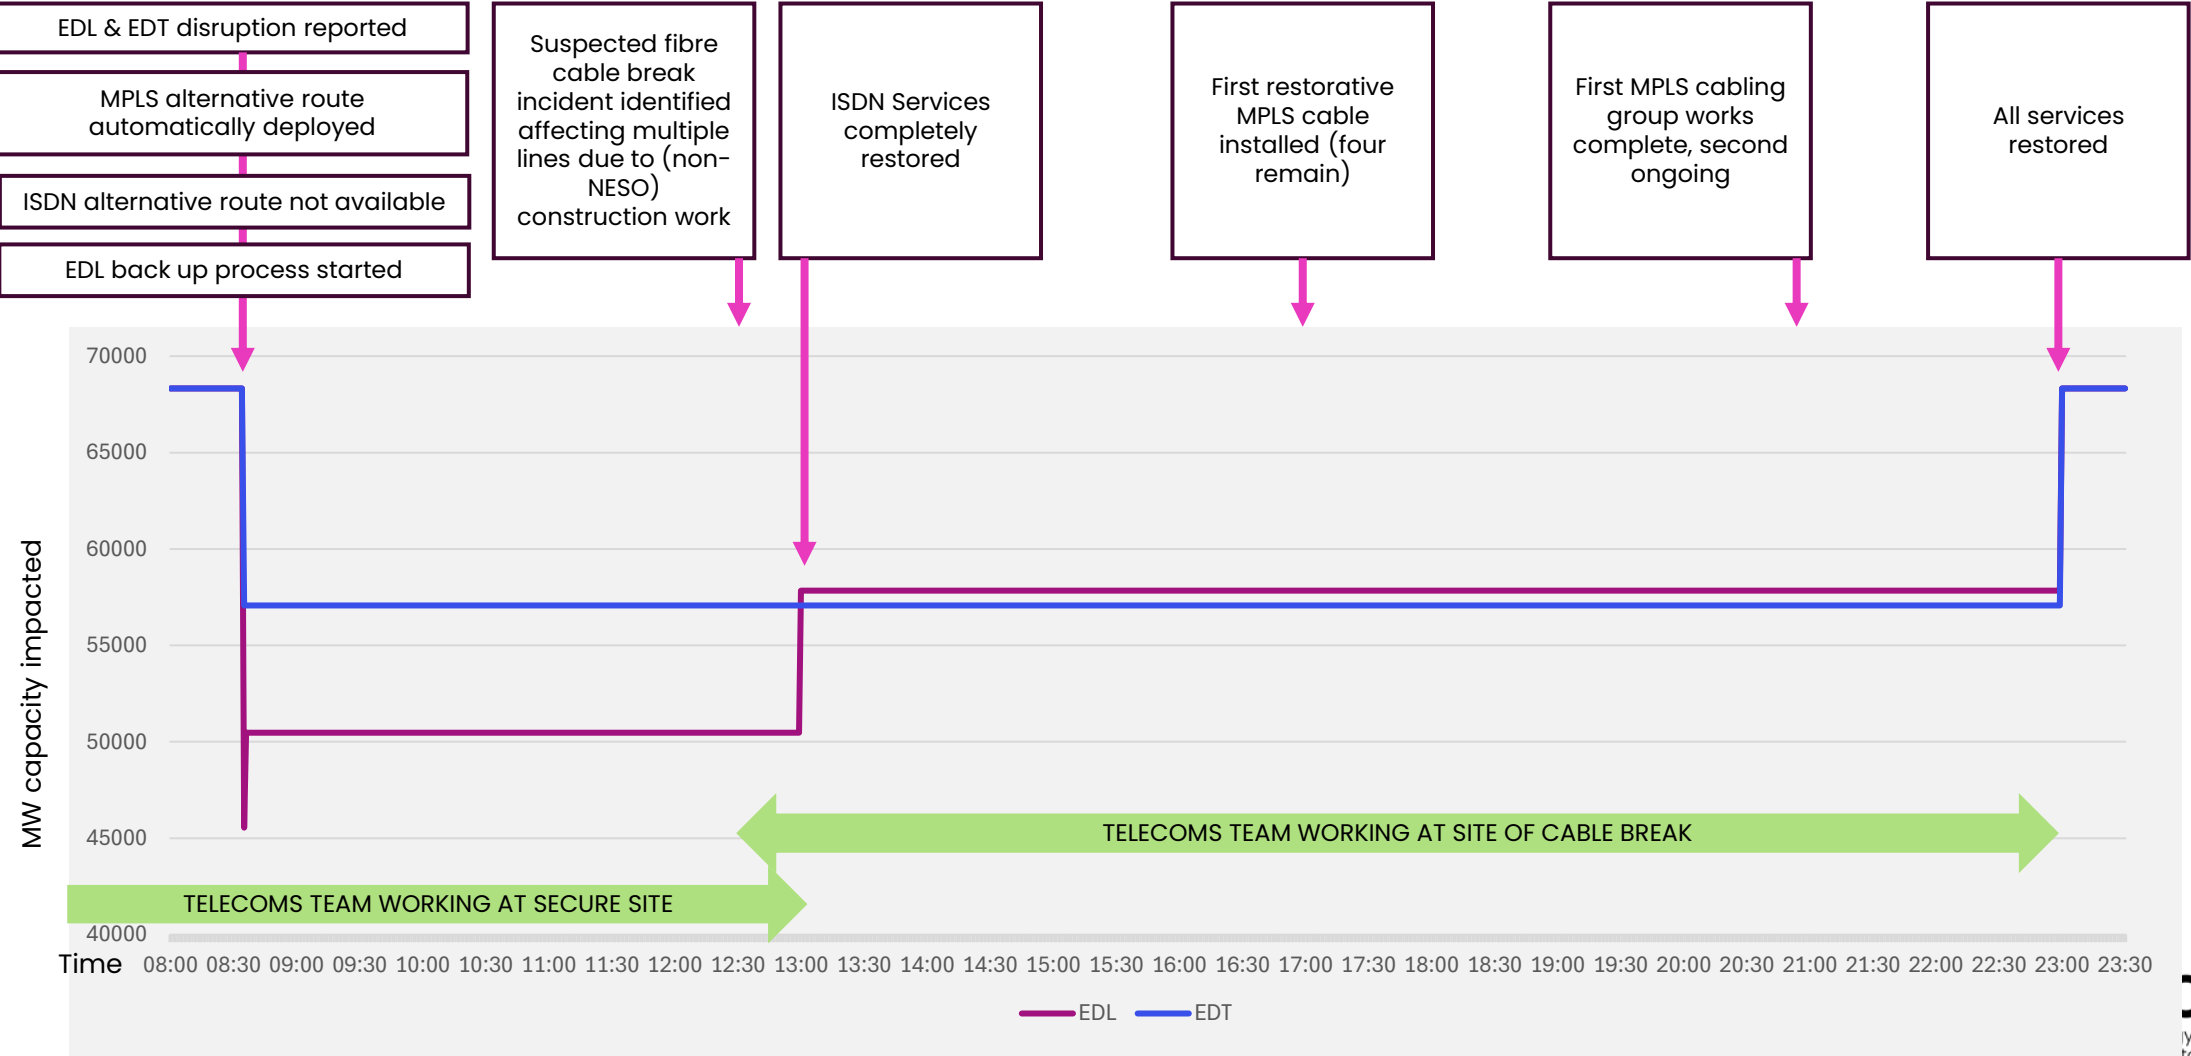 EDL & EDT disruption reported
MPLS alternative route
automatically deployed
ISDN alternative route not available
EDL back up process started
Suspected fibre
cable break
incident identified
affecting multiple
lines due to (non-
NESO)
construction work
ISDN Services
completely
restored
First restorative
MPLS cable
installed (four
remain)
First MPLS cabling
group works
complete, second
ongoing
All services
restored
MW capacity impacted
70000
65000
60000
55000
50000
45000
40000
TELECOMS TEAM WORKING AT SITE OF CABLE BREAK
TELECOMS TEAM WORKING AT SECURE SITE
Time 08:00 08:30 09:00 09:30 10:00 10:30 11:00 11:30 12:00 12:30 13:00 13:30 14:00 14:30 15:00 15:30 16:00 16:30 17:00 17:30 18:00 18:30 19:00 19:30 20:00 20:30 21:00 21:30 22:00 22:30 23:00 23:30
EDL EDT